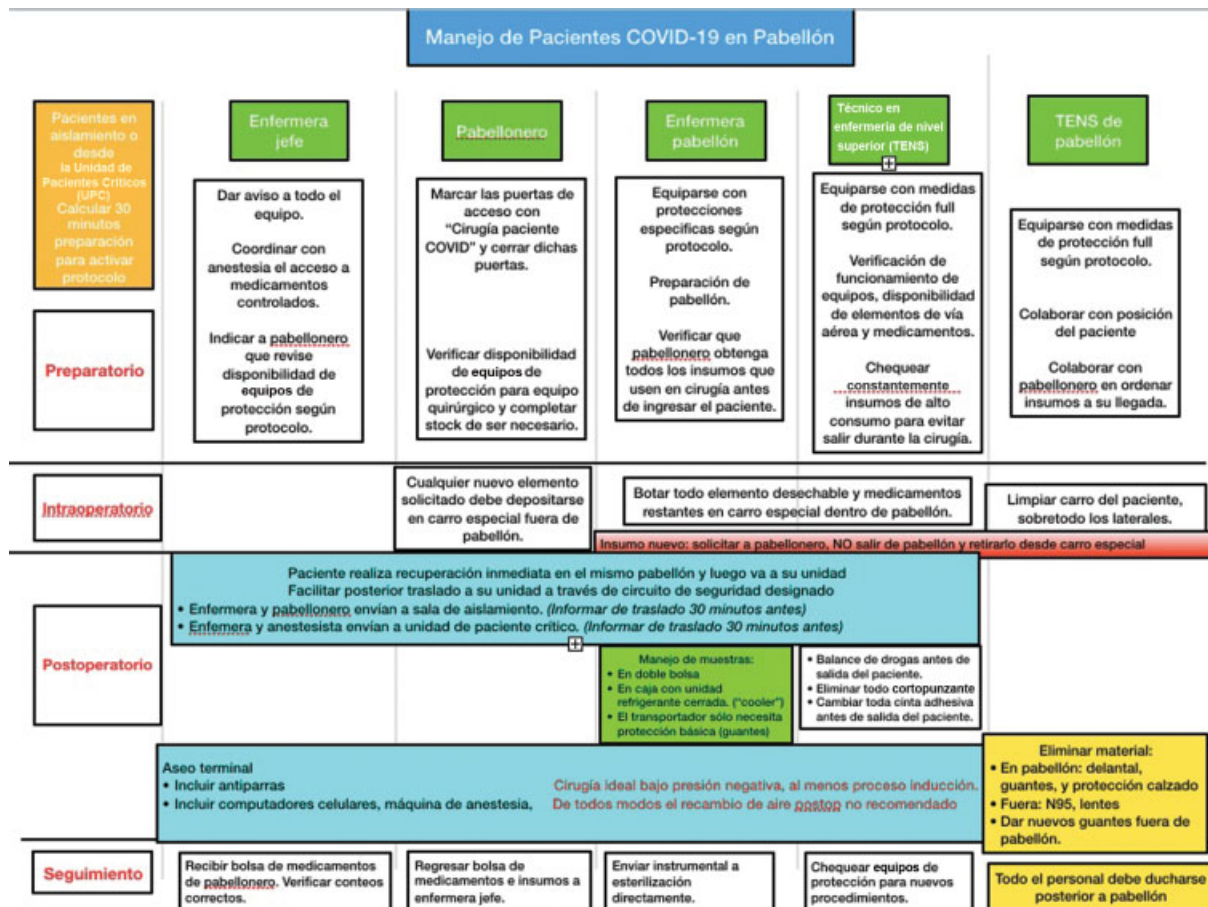 Manejo de Pacientes COVID-19 en Pabellón
Pacientes en
aislamiento o
desde
la Unidad de
Pacientes Críticos
(UPC)
Calcular 30
minutos
preparación
para activar
protocolo
Enfermera
jefe
Pabellonero
Enfermera
pabellón
Técnico en
enfermería de nivel
superior (TENS)
TENS de
pabellón
Preparatorio
Dar aviso a todo el
equipo.
Coordinar con
anestesia el acceso a
medicamentos
controlados.
Indicar a pabellonero
que revise
disponibilidad de
equipos de
protección según
protocolo.
Marcar las puertas de
acceso con
“Cirugía paciente
COVID” y cerrar dichas
puertas.
Verificar disponibilidad
de equipos de
protección para equipo
quirúrgico y completar
stock de ser necesario.
Equiparse con
protecciones
especificas según
protocolo.
Preparación de
pabellón.
Verificar que
pabellonero obtenga
todos los insumos que
usen en cirugía antes
de ingresar el paciente.
Equiparse con medidas
de protección full
según protocolo.
Verificación de
funcionamiento de
equipos, disponibilidad
de elementos de vía
aérea y medicamentos.
Chequear
constantemente
insumos de alto
consumo para evitar
salir durante la cirugía.
Equiparse con medidas
de protección full
según protocolo.
Colaborar con posición
del paciente
Colaborar con
pabellonero en ordenar
insumos a su llegada.
Intraoperatorio
Cualquier nuevo elemento
solicitado debe depositarse
en carro especial fuera de
pabellón.
Botar todo elemento desechable y medicamentos
restantes en carro especial dentro de pabellón.
Limpiar carro del paciente,
sobretodo los laterales.
Insumo nuevo: solicitar a pabellonero, NO salir de pabellón y retirarlo desde carro especial
Postoperatorio
Paciente realiza recuperación inmediata en el mismo pabellón y luego va a su unidad
Facilitar posterior traslado a su unidad a través de circuito de seguridad designado
• Enfermera y pabellonero envían a sala de aislamiento. (Informar de traslado 30 minutos antes)
• Enfemera y anestesista envían a unidad de paciente crítico. (Informar de traslado 30 minutos antes)
Manejo de muestras:
• En doble bolsa
• En caja con unidad
refrigerante cerrada. (“cooler”)
• El transportador sólo necesita
protección básica (guantes)
• Balance de drogas antes de
salida del paciente.
• Eliminar todo cortopunzante
• Cambiar toda cinta adhesiva
antes de salida del paciente.
Aseo terminal
• Incluir antiparras
• Incluir computadores celulares, máquina de anestesia,
Cirugía ideal bajo presión negativa, al menos proceso inducción.
De todos modos el recambio de aire postop no recomendado
Eliminar material:
• En pabellón: delantal,
guantes, y protección calzado
• Fuera: N95, lentes
• Dar nuevos guantes fuera de
pabellón.
Seguimiento
Recibir bolsa de medicamentos
de pabellonero. Verificar conteos
correctos.
Regresar bolsa de
medicamentos e insumos a
enfermera jefe.
Enviar instrumental a
esterilización
directamente.
Chequear equipos de
protección para nuevos
procedimientos.
Todo el personal debe ducharse
posterior a pabellón